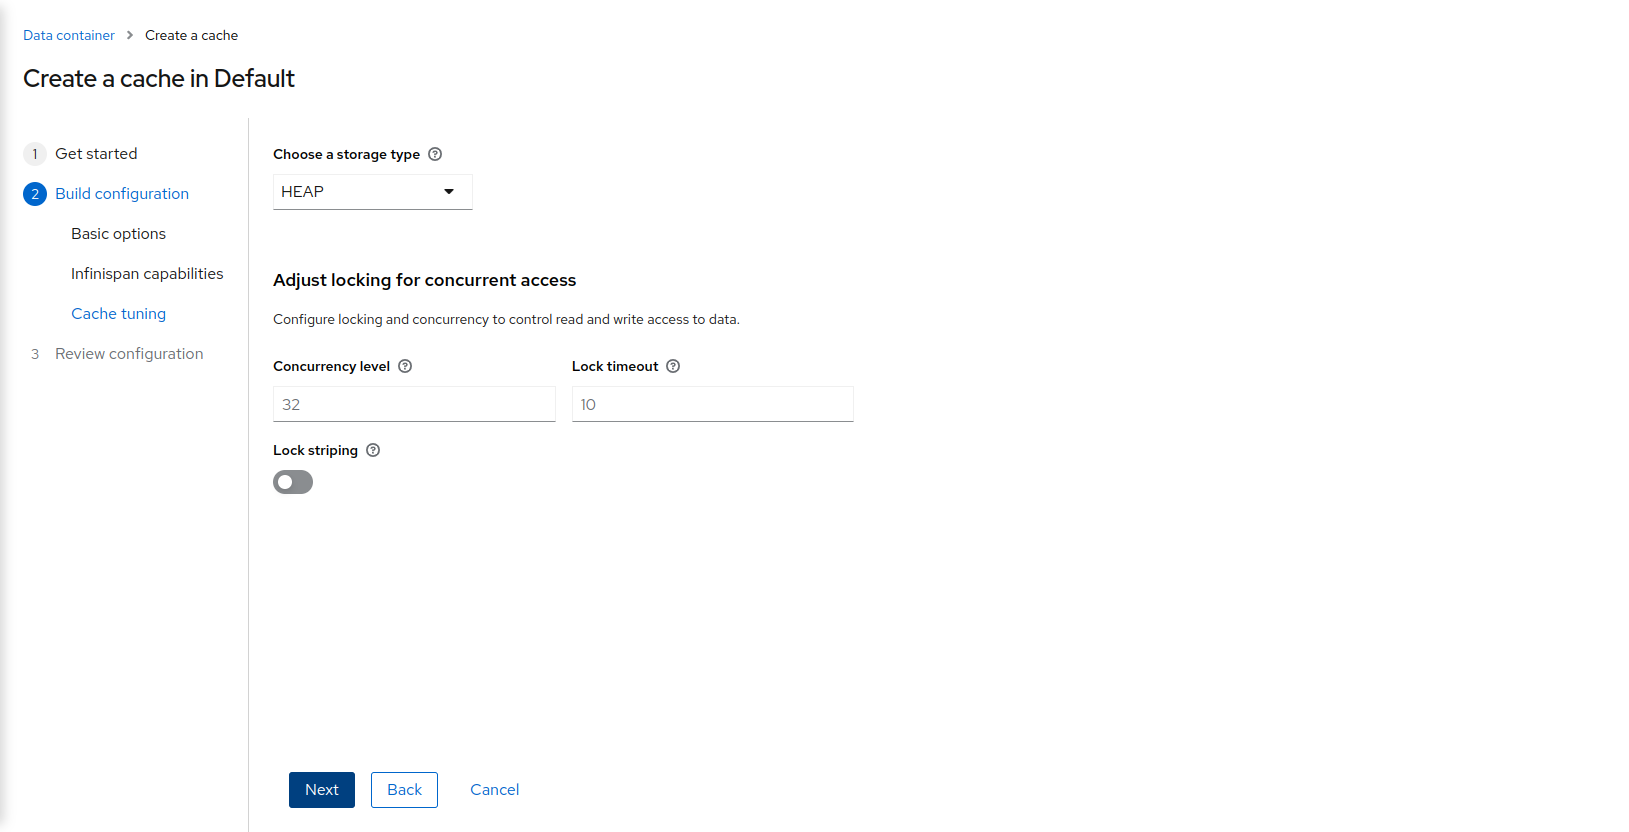 Data container > Create a cache
Create a cache in Default
1 Get started
2 Build configuration
Basic options
Infinispan capabilities
Cache tuning
3 Review configuration
Choose a storage type
HEAP
Adjust locking for concurrent access
Configure locking and concurrency to control read and write access to data.
Concurrency level Lock timeout
32 10
Lock striping
Next Back Cancel